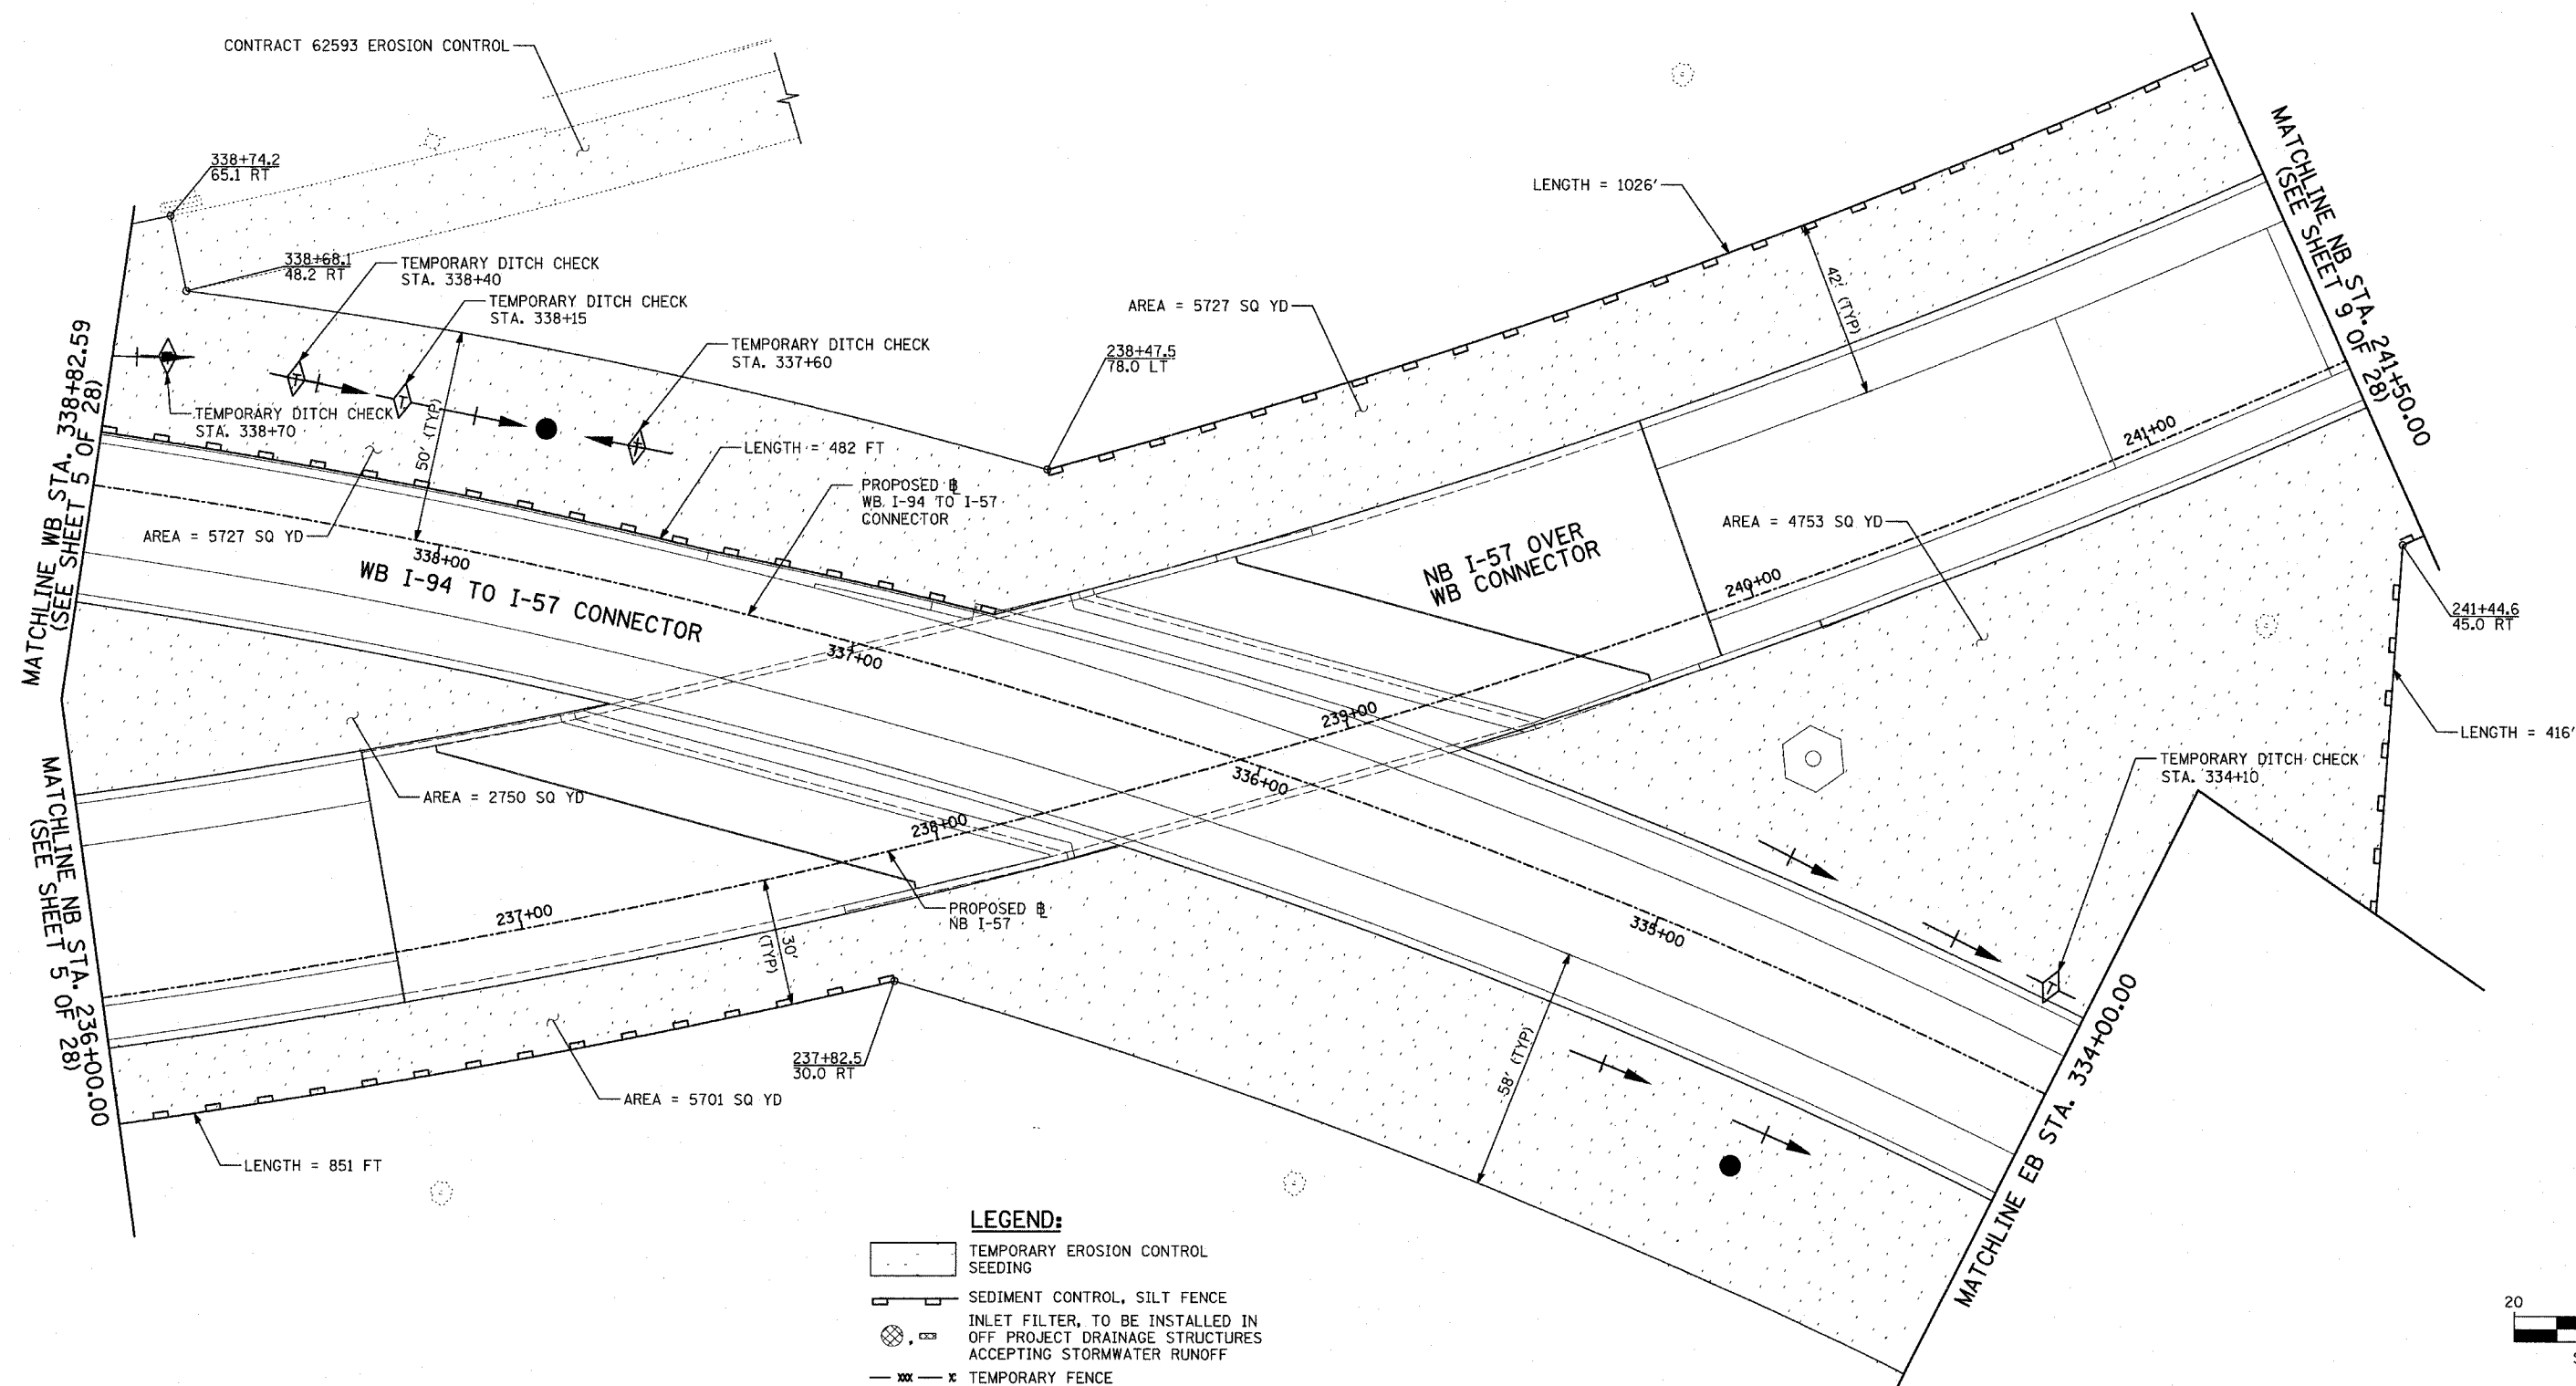 CONTRACT 62593 EROSION CONTROL
338+74.2
65.1 RT
338+68.1
48.2 RT
TEMPORARY DITCH CHECK
STA. 338+40
TEMPORARY DITCH CHECK
STA. 338+15
TEMPORARY DITCH CHECK
STA. 337+60
TEMPORARY DITCH CHECK
STA. 338+70
MATCHLINE WB STA. 338+82.59
(SEE SHEET 5 OF 28)
50' (TYP)
LENGTH = 482 FT
PROPOSED B
WB I-94 TO I-57
CONNECTOR
AREA = 5727 SQ YD
338+00
WB I-94 TO I-57 CONNECTOR
337+00
AREA = 5727 SQ YD
238+47.5
78.0 LT
LENGTH = 1026'
42' (TYP)
MATCHLINE NB STA. 241+50.00
(SEE SHEET 9 OF 28)
241+00
NB I-57 OVER
WB CONNECTOR
AREA = 4753 SQ YD
240+00
241+44.6
45.0 RT
LENGTH = 416'
239+00
336+00
TEMPORARY DITCH CHECK
STA. 334+10
MATCHLINE NB STA. 236+00.00
(SEE SHEET 5 OF 28)
AREA = 2750 SQ YD
238+00
237+00
PROPOSED B
NB I-57
30'
(TYP)
237+82.5
30.0 RT
AREA = 5701 SQ YD
LENGTH = 851 FT
335+00
58' (TYP)
MATCHLINE EB STA. 334+00.00
LEGEND:
TEMPORARY EROSION CONTROL
SEEDING
SEDIMENT CONTROL, SILT FENCE
INLET FILTER, TO BE INSTALLED IN
OFF PROJECT DRAINAGE STRUCTURES
ACCEPTING STORMWATER RUNOFF
TEMPORARY FENCE
20